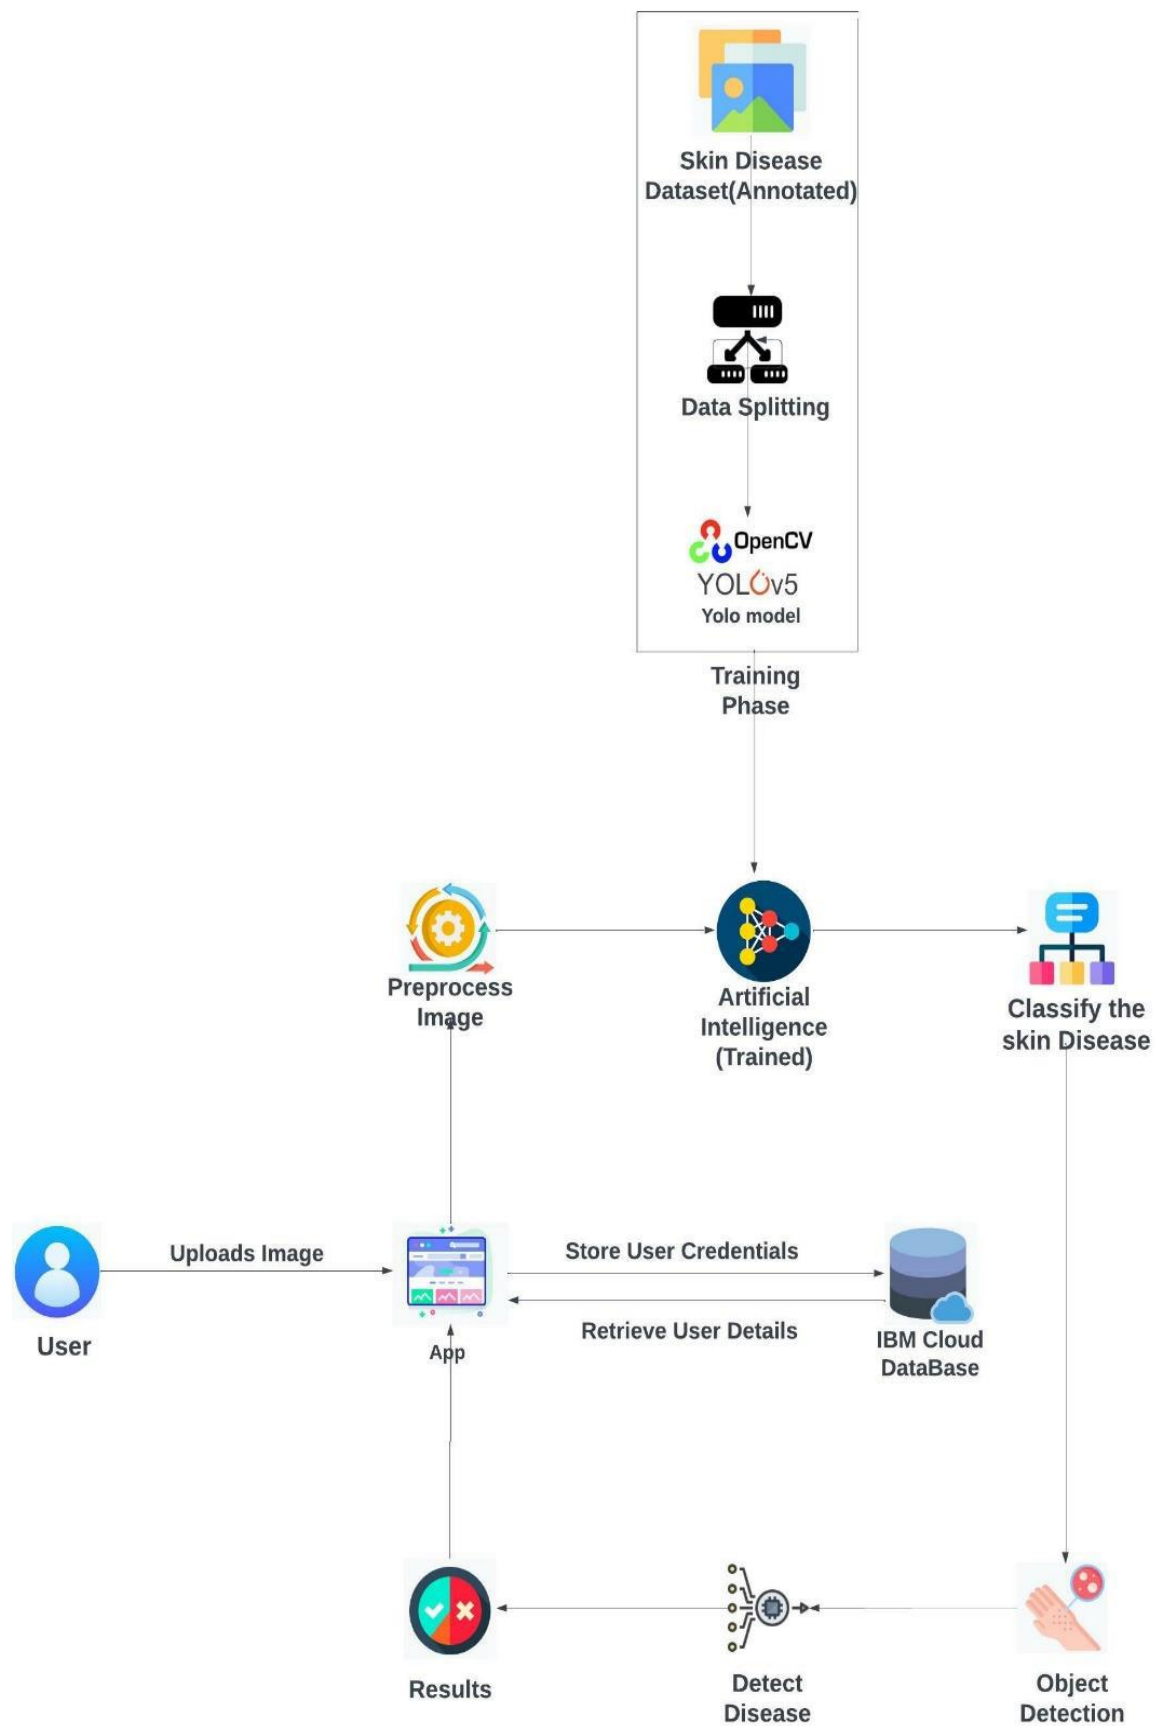 Skin Disease
Dataset(Annotated)
Data Splitting
OpenCV
YOLOv5
Yolo model
Training
Phase
Preprocess
Image
Artificial
Intelligence
(Trained)
Classify the
skin Disease
Uploads Image
Store User Credentials
Retrieve User Details
User
App
IBM Cloud
DataBase
Results
Detect
Disease
Object
Detection